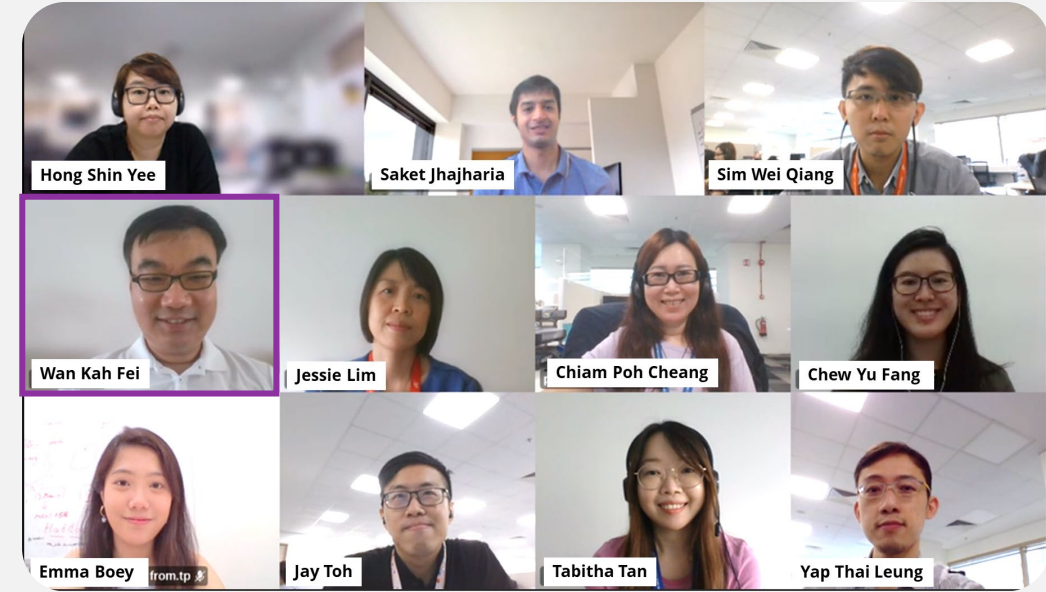 Hong Shin Yee
Saket Jhajharia
Sim Wei Qiang
Wan Kah Fei
Jessie Lim
Chiam Poh Cheang
Chew Yu Fang
Emma Boey
from.tp
Jay Toh
Tabitha Tan
Yap Thai Leung